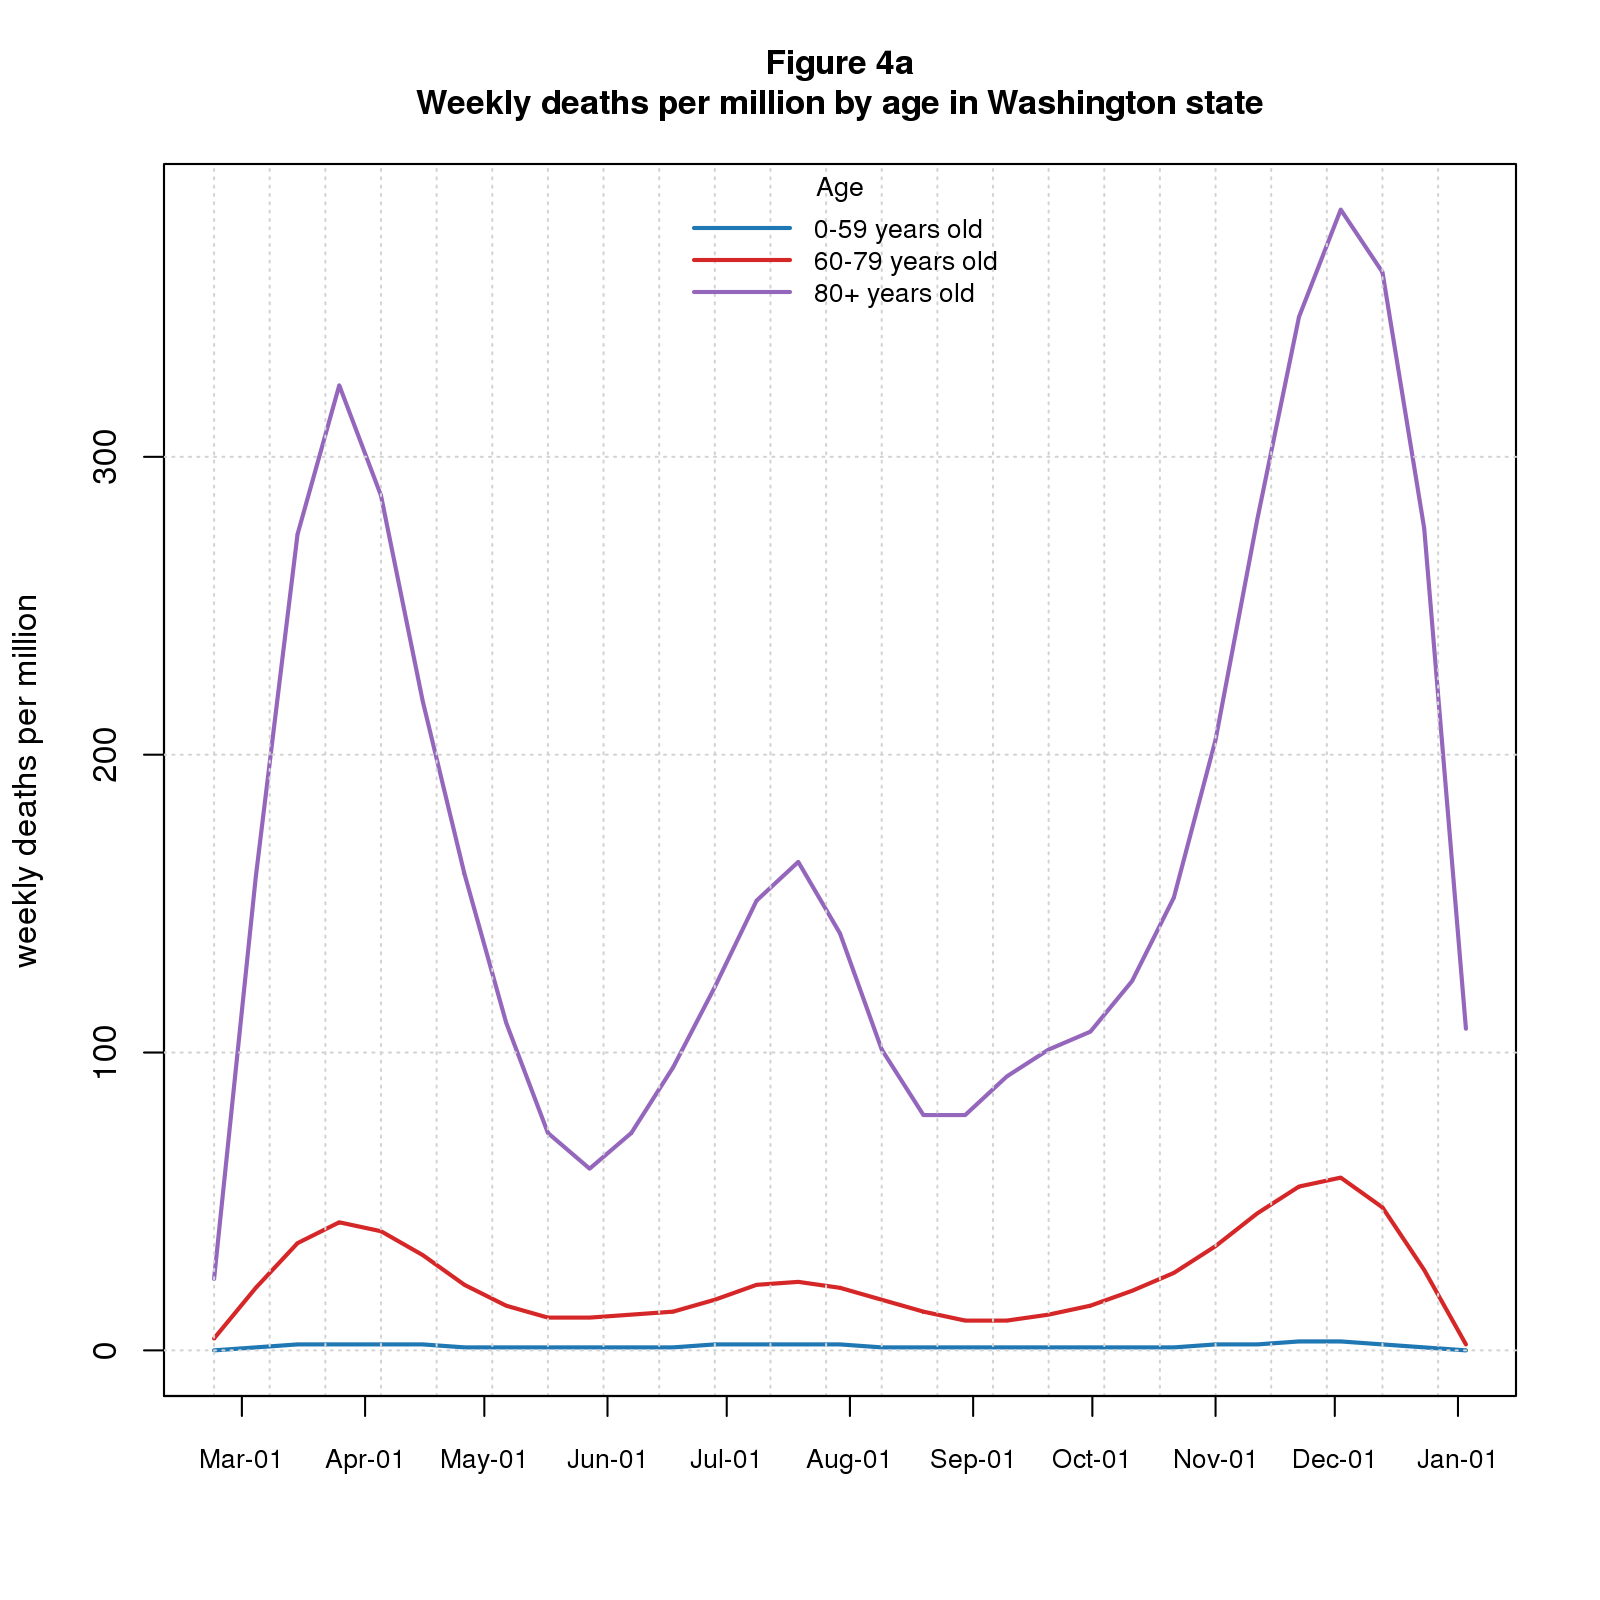 Figure 4a
Weekly deaths per million by age in Washington state
Age
0-59 years old
60-79 years old
80+ years old
weekly deaths per million
300
200
100
0
Mar-01 Apr-01 May-01 Jun-01 Jul-01 Aug-01 Sep-01 Oct-01 Nov-01 Dec-01 Jan-01